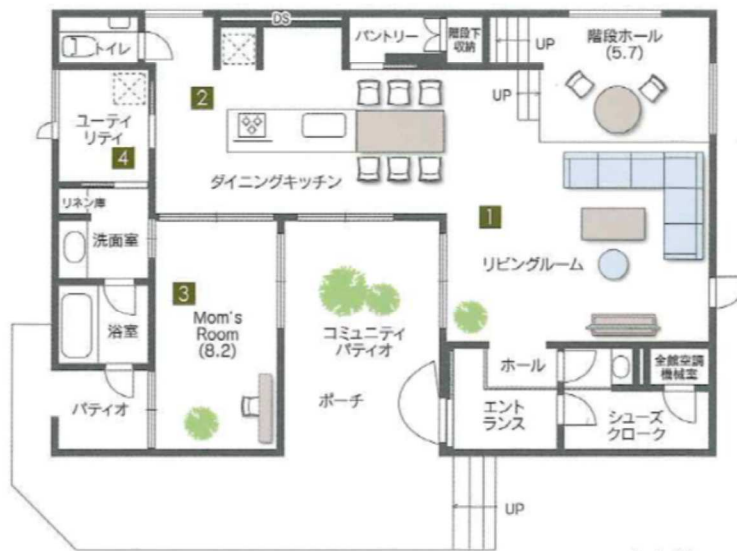 DS
トイレ
パントリー
階段下
収納
UP
階段ホール
(5.7)
UP
2
ユーティ
リティ
4
ダイニングキッチン
リネン庫
洗面室
1
リビングルーム
3
Mom's
Room
(8.2)
コミュニティ
パティオ
浴室
ホール
全館空調
機械室
パティオ
ポーチ
エント
ランス
シューズ
クローク
UP